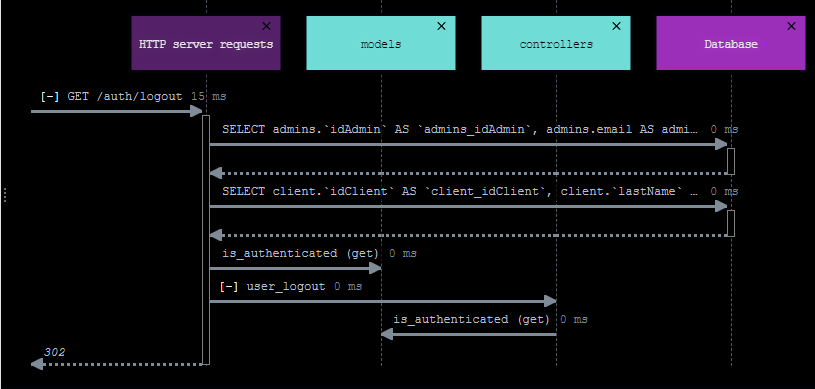 HTTP server requests
models
controllers
Database
[-] GET /auth/logout 15 ms
SELECT admins.`idAdmin` AS `admins_idAdmin`, admins.email AS admi… 0 ms
SELECT client.`idClient` AS `client_idClient`, client.`lastName` … 0 ms
is_authenticated (get) 0 ms
[-] user_logout 0 ms
is_authenticated (get) 0 ms
302